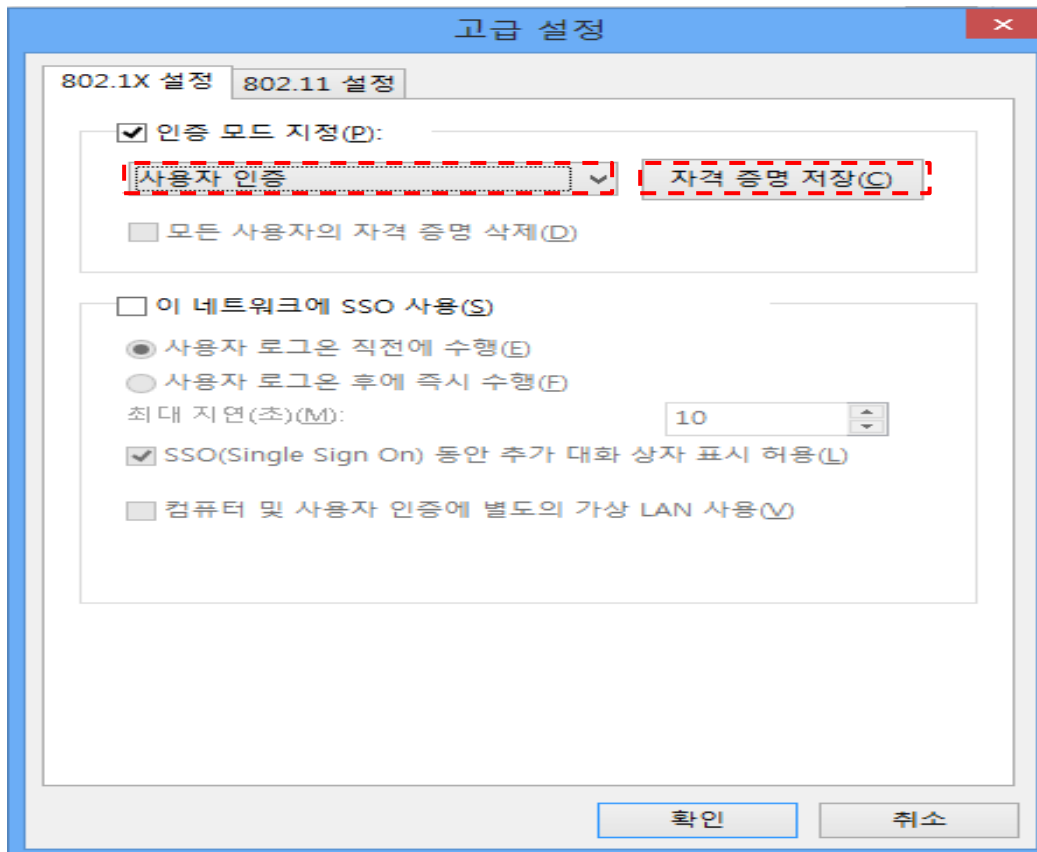 고급 설정
802.1X 설정 802.11 설정
인증 모드 지정(P):
사용자 인증 자격 증명 저장(C)
모든 사용자의 자격 증명 삭제(D)
이 네트워크에 SSO 사용(S)
사용자 로그온 직전에 수행(E)
사용자 로그온 후에 즉시 수행(F)
최대 지연(초)(M): 10
SSO(Single Sign On) 동안 추가 대화 상자 표시 허용(L)
컴퓨터 및 사용자 인증에 별도의 가상 LAN 사용(V)
확인 취소